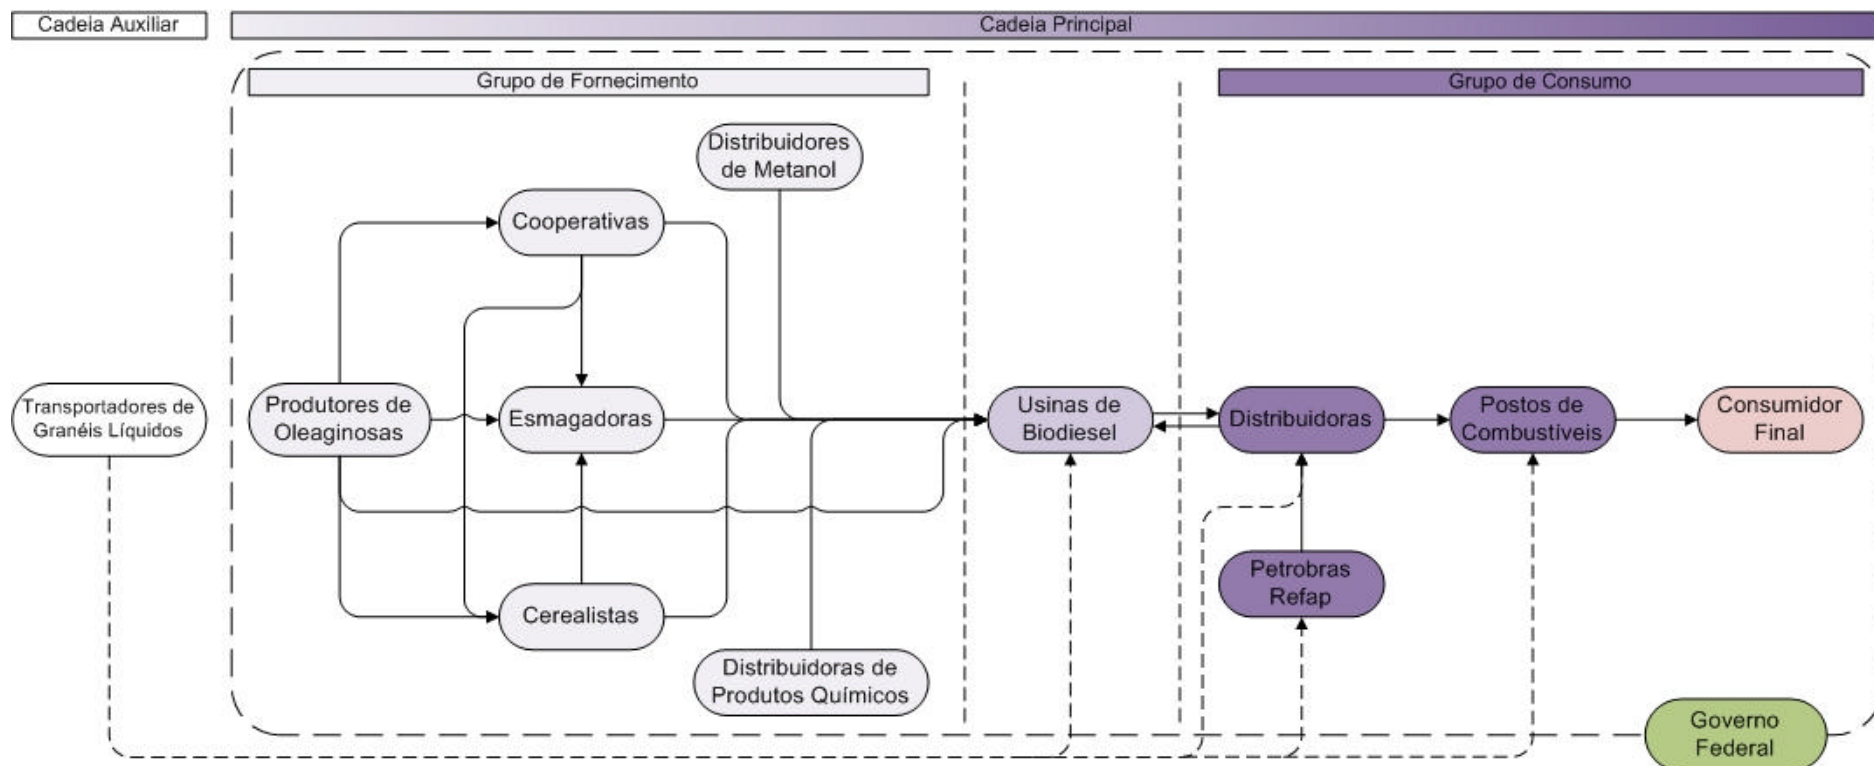 Cadeia Auxiliar
Cadeia Principal
Grupo de Fornecimento
Grupo de Consumo
Distribuidores
de Metanol
Cooperativas
Transportadores de
Granéis Líquidos
Produtores de
Oleaginosas
Esmagadoras
Usinas de
Biodiesel
Distribuidoras
Postos de
Combustíveis
Consumidor
Final
Petrobras
Refap
Cerealistas
Distribuidoras de
Produtos Químicos
Governo
Federal